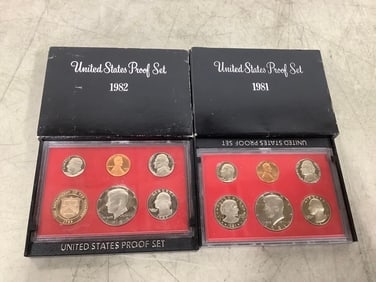 United States Proof Set
1982
United States Proof Set
1981
UNITED STATES PROOF SET
UNITED STATES PROOF
SET